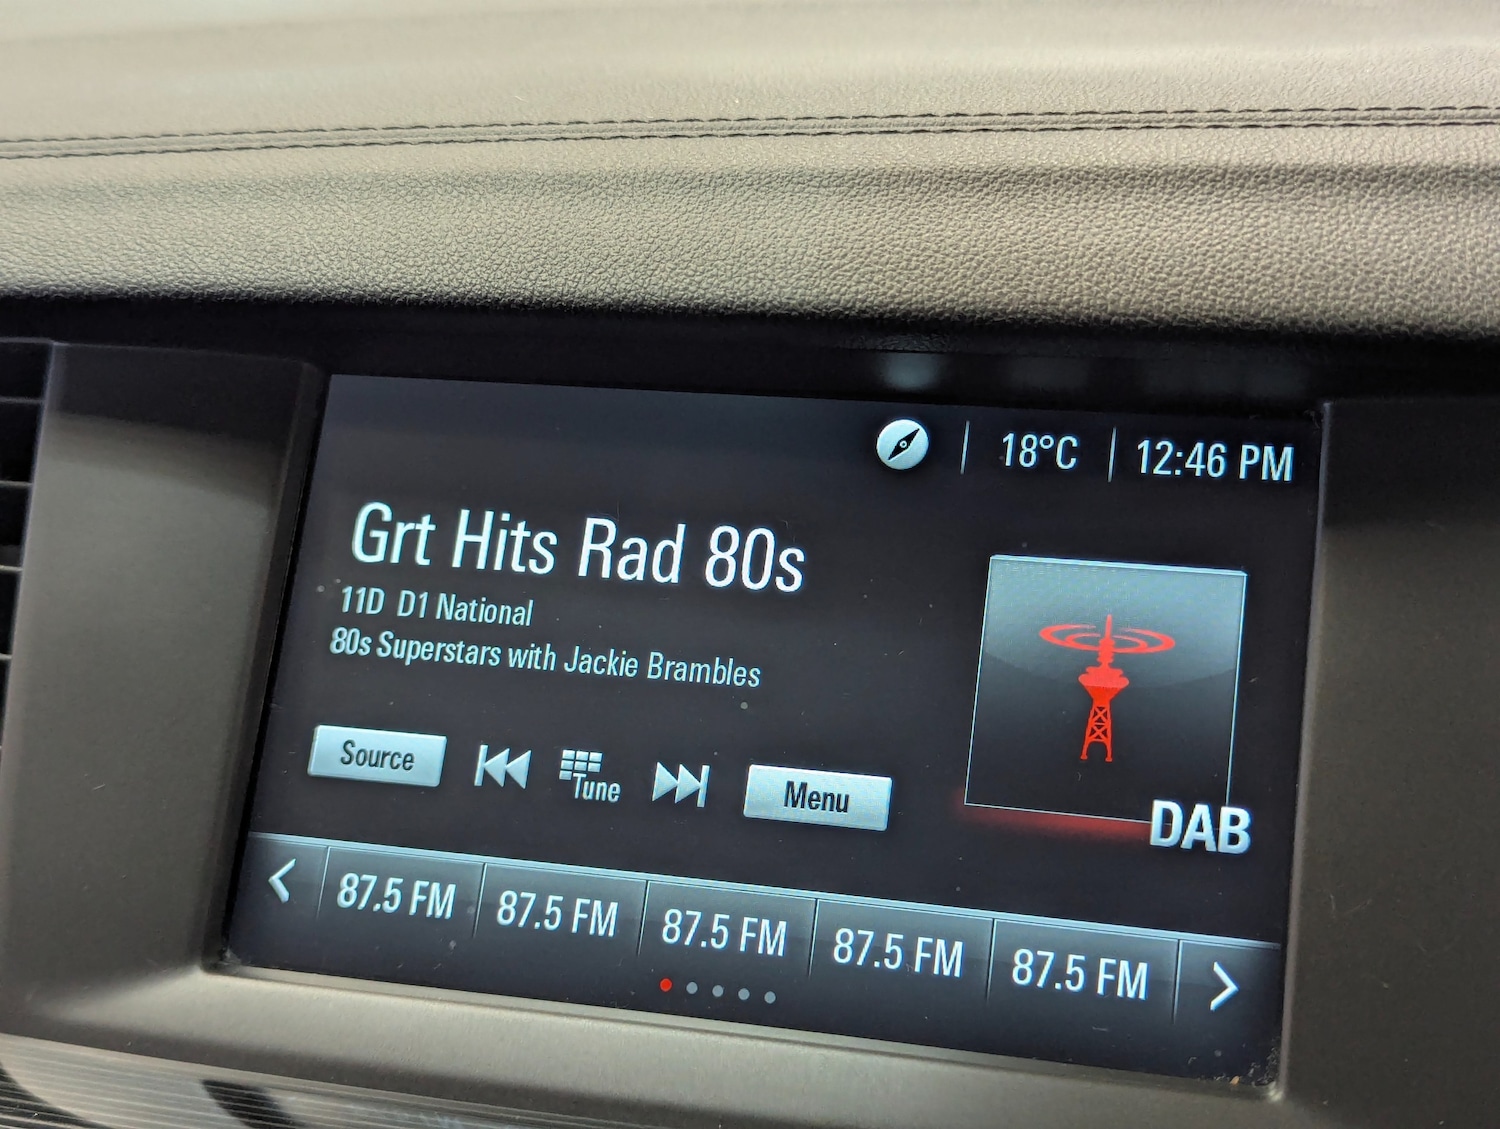 18°C 12:46 PM
Grt Hits Rad 80s
11D D1 National
80s Superstars with Jackie Brambles
Source Tune Menu
DAB
87.5 FM 87.5 FM 87.5 FM 87.5 FM 87.5 FM